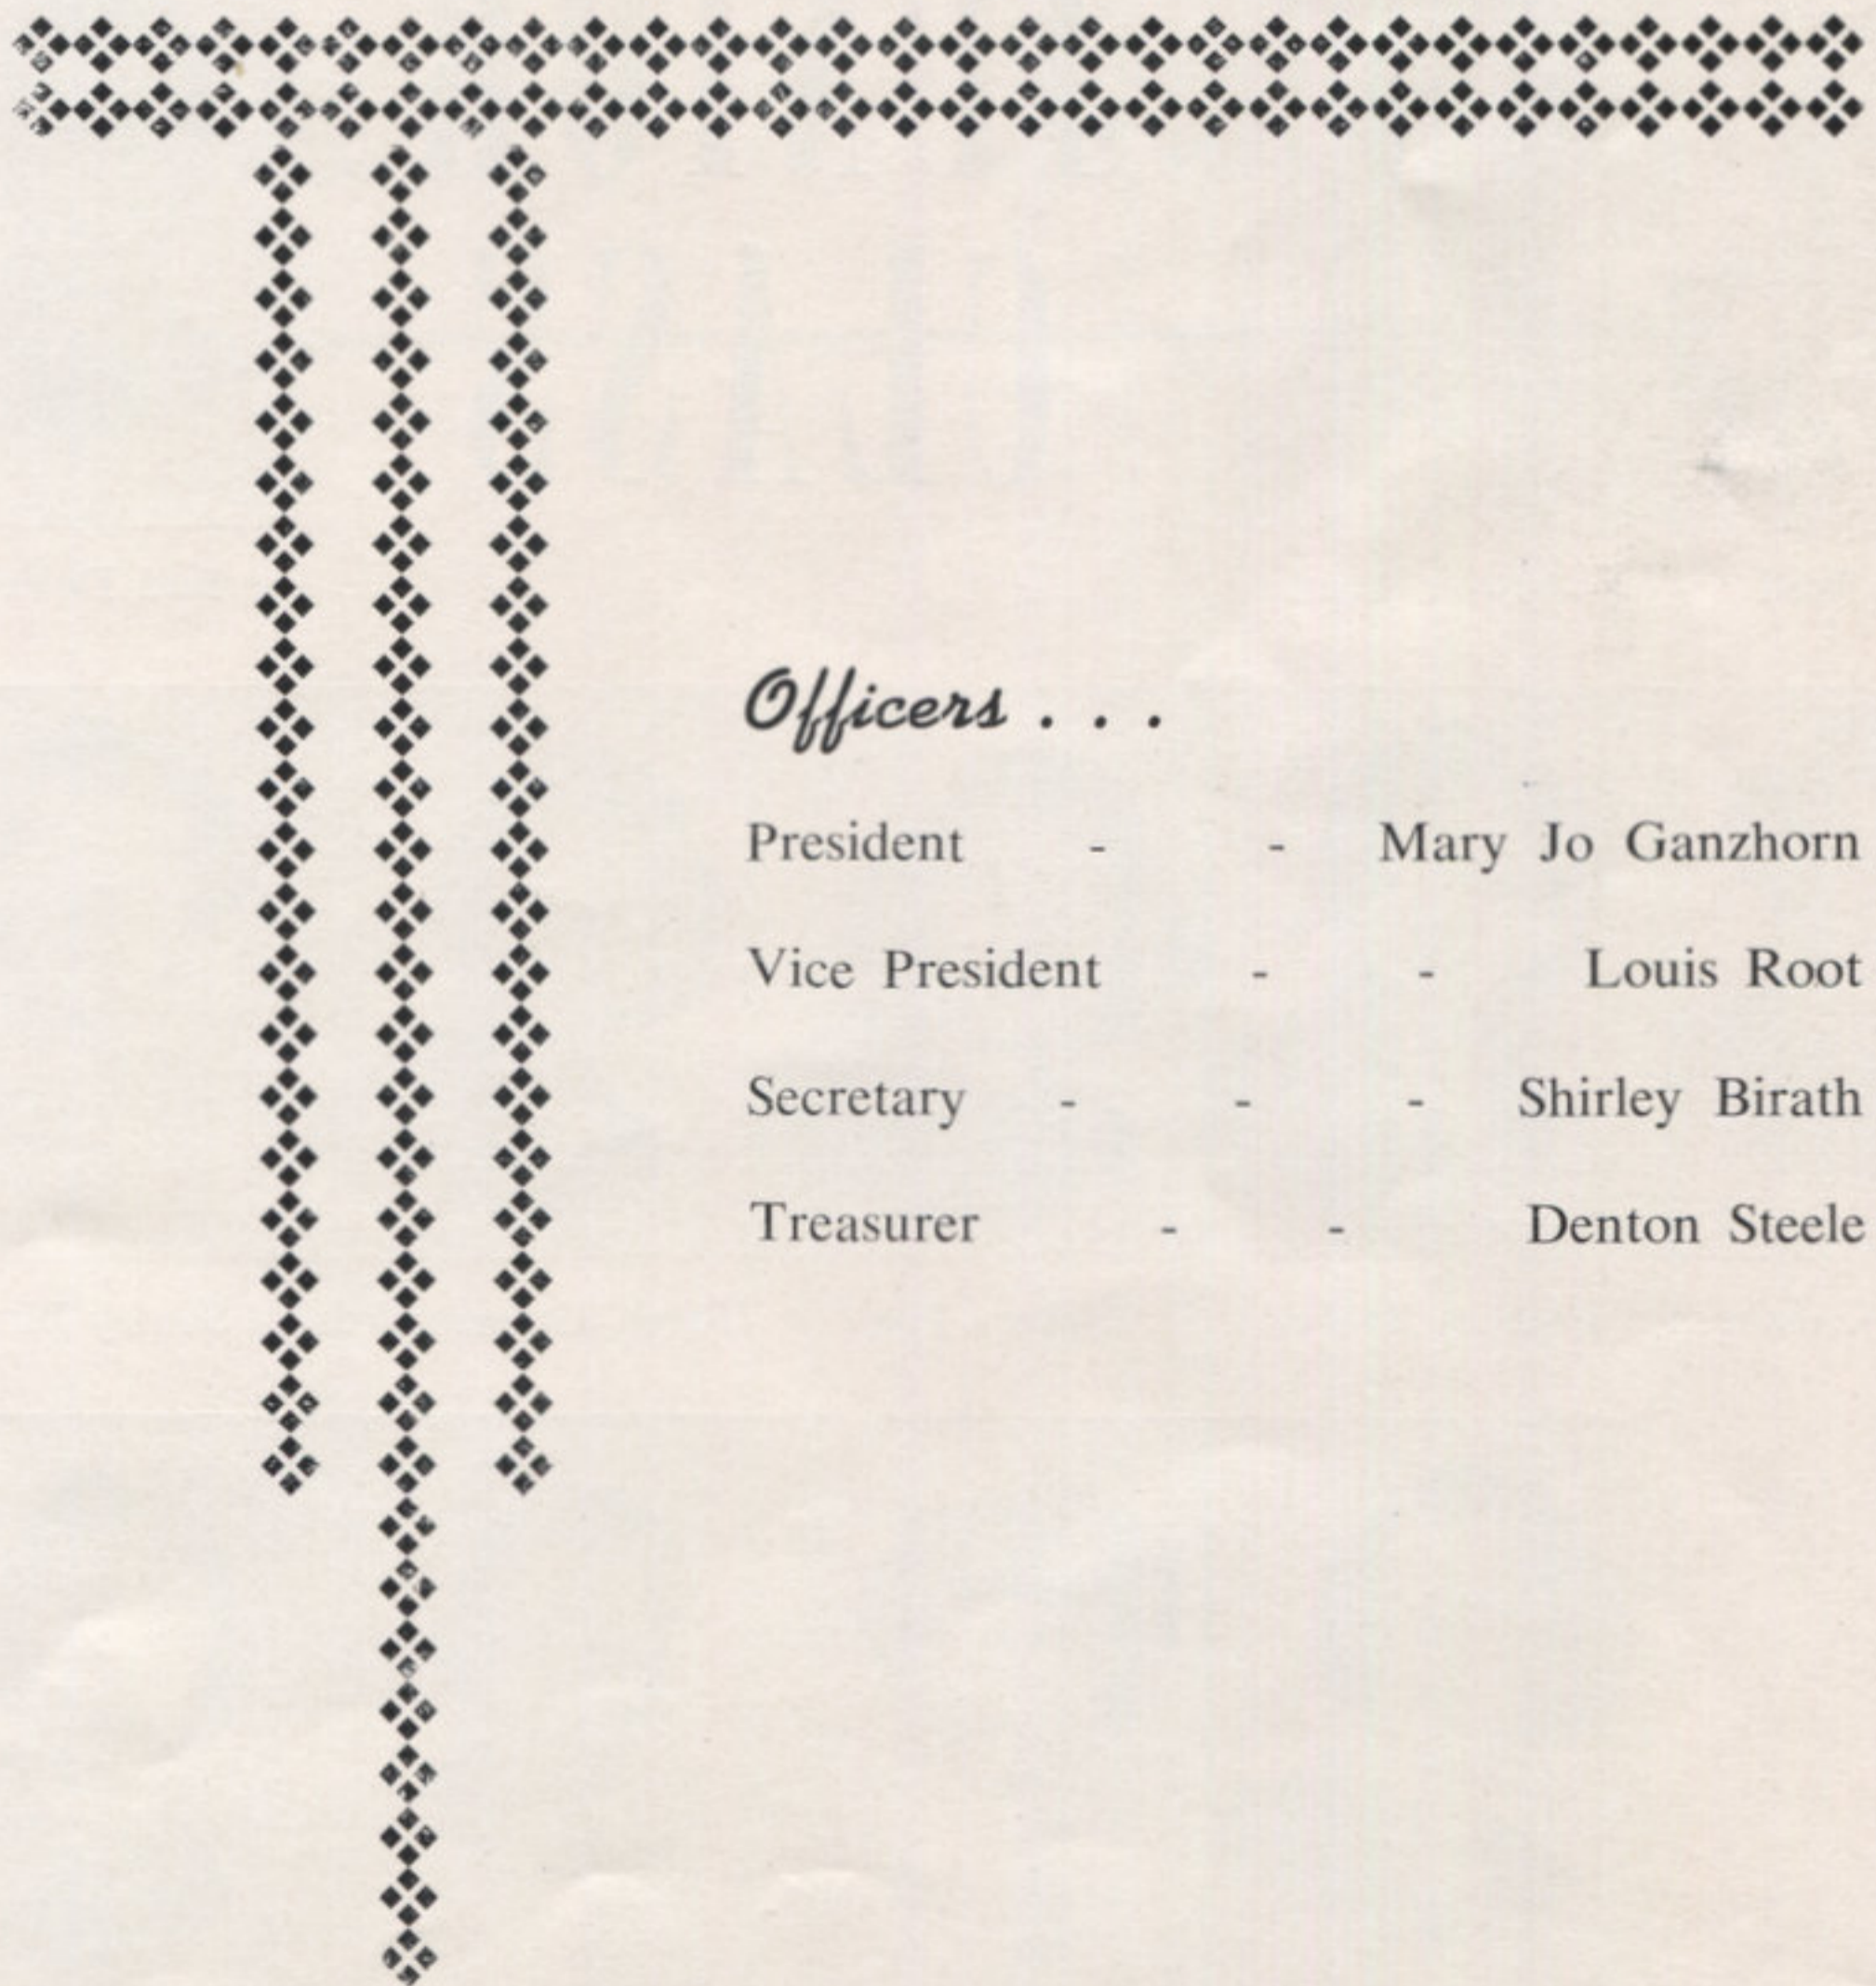 Officers . . .
President - - Mary Jo Ganzhorn
Vice President - - Louis Root
Secretary - - - Shirley Birath
Treasurer - - Denton Steele